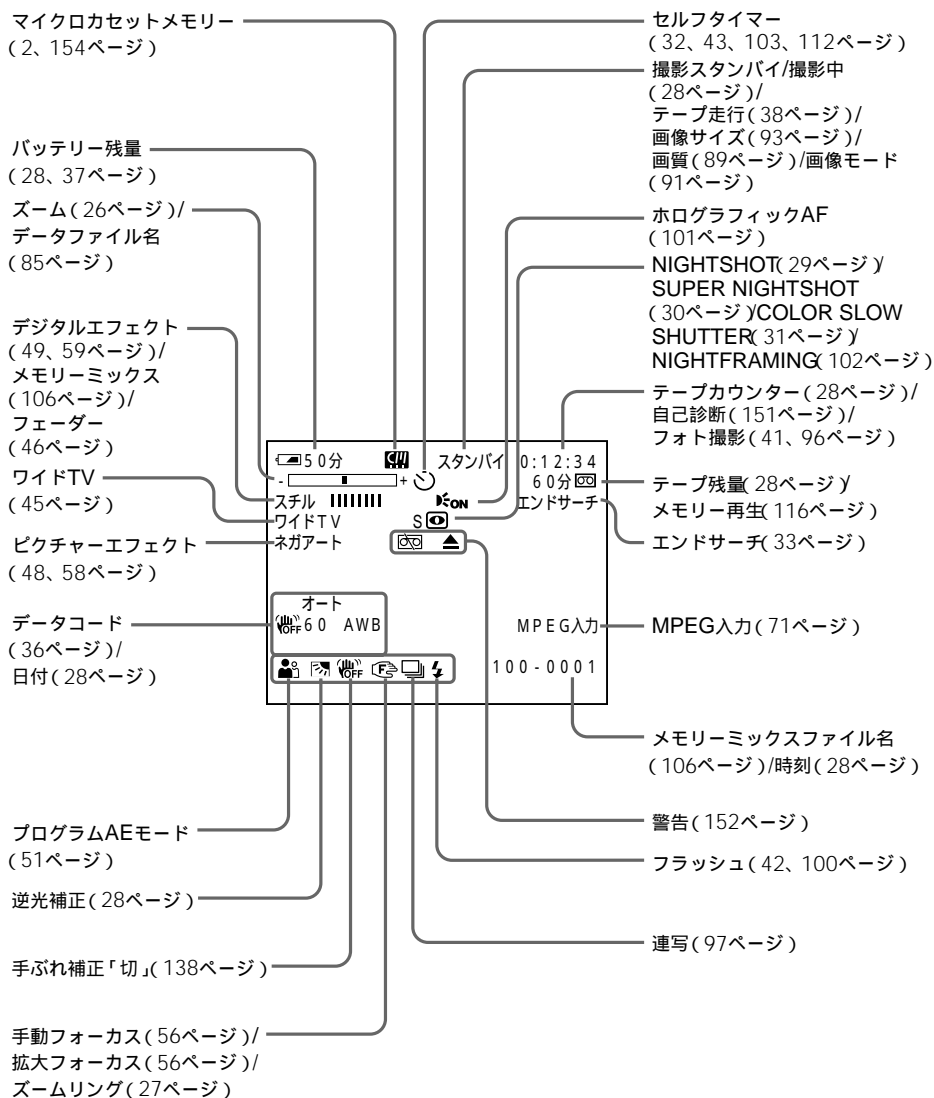 マイクロカセットメモリー
(2、154ページ)
バッテリー残量
(28、37ページ)
ズーム(26ページ)/
データファイル名
(85ページ)
デジタルエフェクト
(49、59ページ)/
メモリーミックス
(106ページ)/
フェーダー
(46ページ)
ワイドTV
(45ページ)
ピクチャーエフェクト
(48、58ページ)
データコード
(36ページ)/
日付(28ページ)
プログラムAEモード
(51ページ)
逆光補正(28ページ)
手ぶれ補正「切」(138ページ)
手動フォーカス(56ページ)/
拡大フォーカス(56ページ)/
ズームリング(27ページ)
50分 スタンバイ 0:12:34
- + 60分
スチル ON エンドサーチ
ワイドTV S
ネガアート
オート
OFF 60 AWB MPEG入力
OFF F 100-0001
セルフタイマー
(32、43、103、112ページ)
撮影スタンバイ/撮影中
(28ページ)/
テープ走行(38ページ)/
画像サイズ(93ページ)/
画質(89ページ)/画像モード
(91ページ)
ホログラフィックAF
(101ページ)
NIGHTSHOT(29ページ)/
SUPER NIGHTSHOT
(30ページ)/COLOR SLOW
SHUTTER(31ページ)/
NIGHTFRAMING(102ページ)
テープカウンター(28ページ)/
自己診断(151ページ)/
フォト撮影(41、96ページ)
テープ残量(28ページ)/
メモリー再生(116ページ)
エンドサーチ(33ページ)
MPEG入力(71ページ)
メモリーミックスファイル名
(106ページ)/時刻(28ページ)
警告(152ページ)
フラッシュ(42、100ページ)
連写(97ページ)